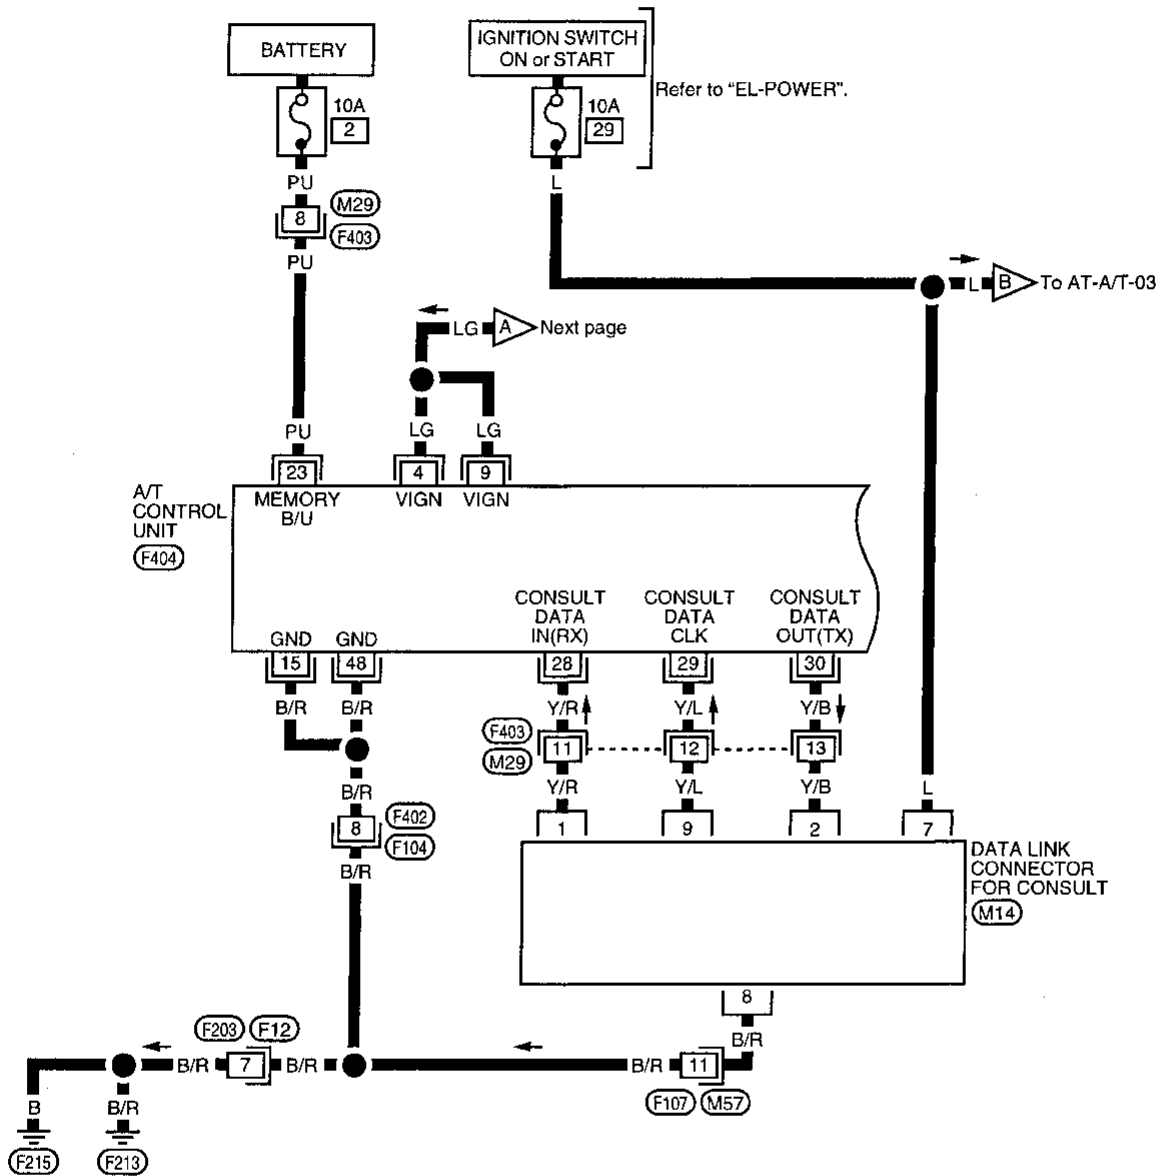 BATTERY
IGNITION SWITCH
ON or START
Refer to "EL-POWER".
10A
2
10A
29
PU
L
8
M29
F403
PU
L
B
To AT-A/T-03
LG
A
Next page
PU
LG
LG
23
4
9
A/T
CONTROL
UNIT
F404
MEMORY
B/U
VIGN
VIGN
CONSULT
DATA
IN(RX)
CONSULT
DATA
CLK
CONSULT
DATA
OUT(TX)
GND
GND
15
48
28
29
30
B/R
B/R
Y/R
Y/L
Y/B
F403
M29
11
12
13
B/R
Y/R
Y/L
Y/B
L
8
F402
F104
1
9
2
7
B/R
DATA LINK
CONNECTOR
FOR CONSULT
M14
8
B/R
F203
F12
B/R
7
B/R
B/R
11
F107
M57
B
B/R
F215
F213